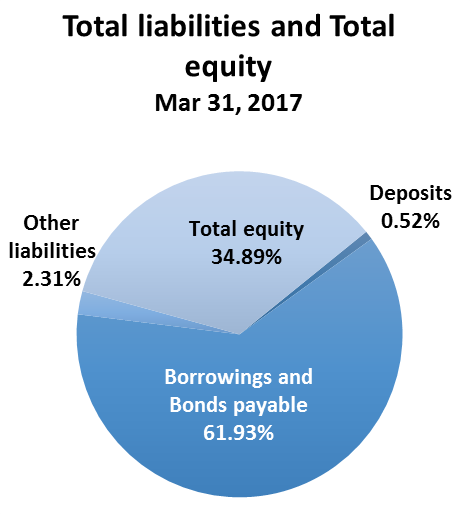 Total liabilities and Total
equity
Mar 31, 2017
Deposits
0.52%
Other
liabilities
2.31%
Total equity
34.89%
Borrowings and
Bonds payable
61.93%